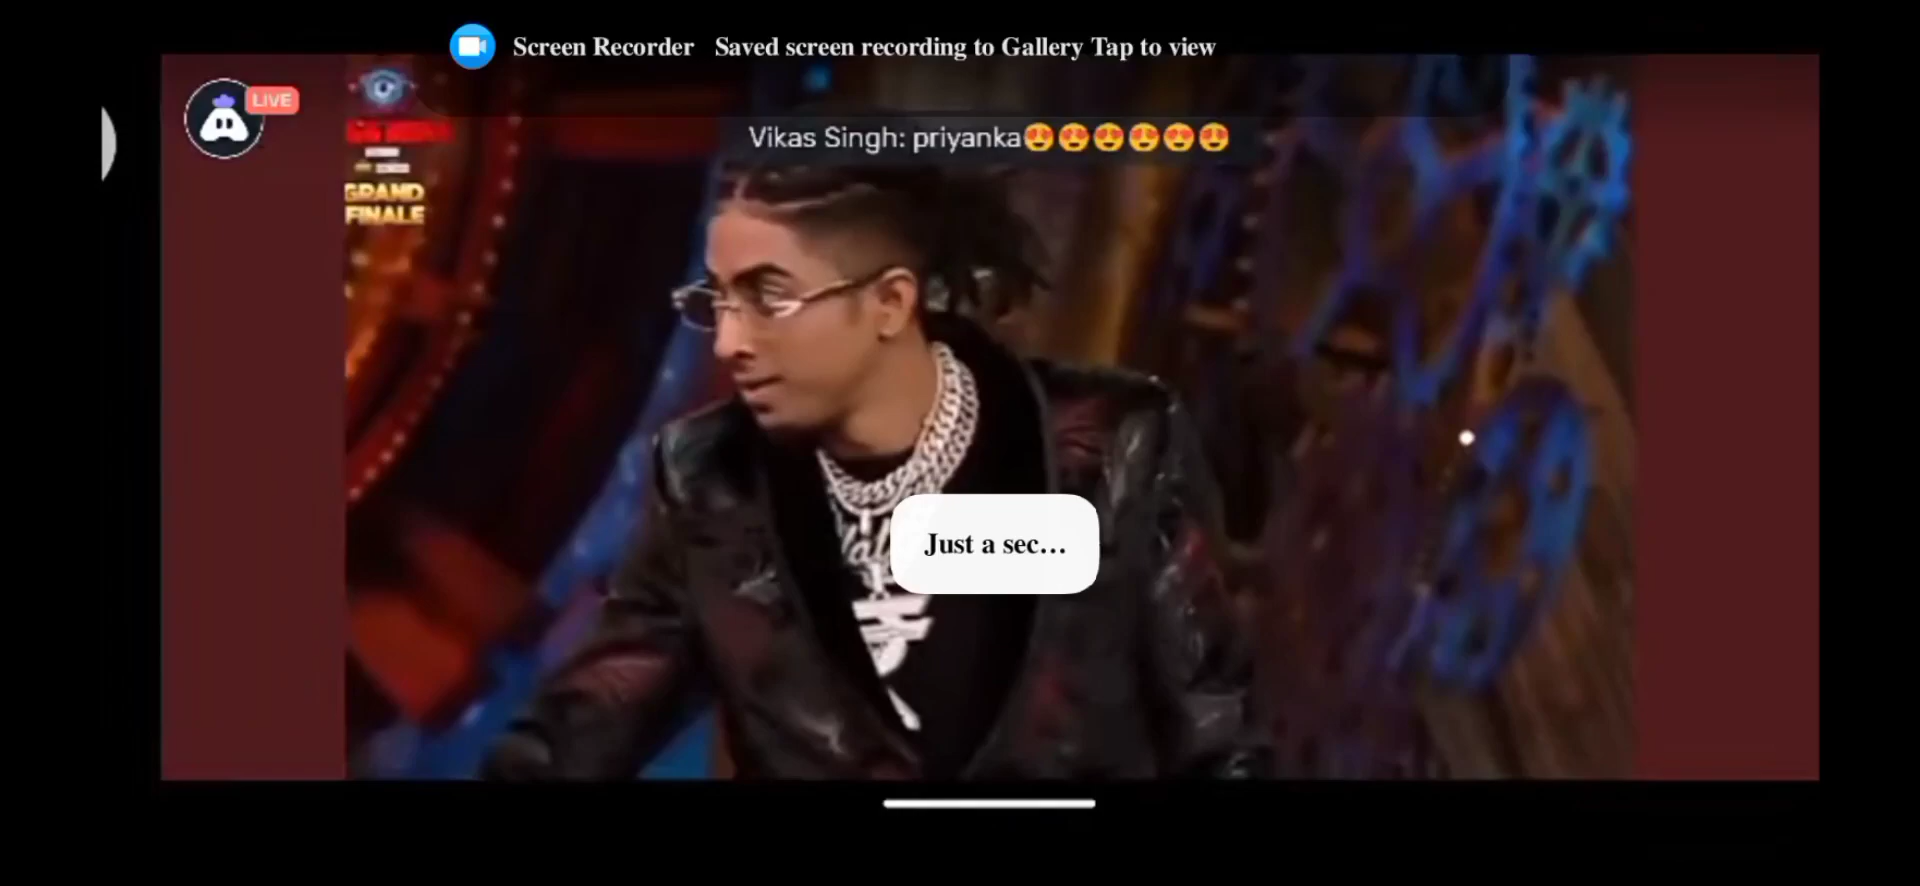 Screen Recorder Saved screen recording to Gallery Tap to view
LIVE
Vikas Singh: priyanka😍😍😍😍😍😍
GRAND
FINALE
Just a sec...